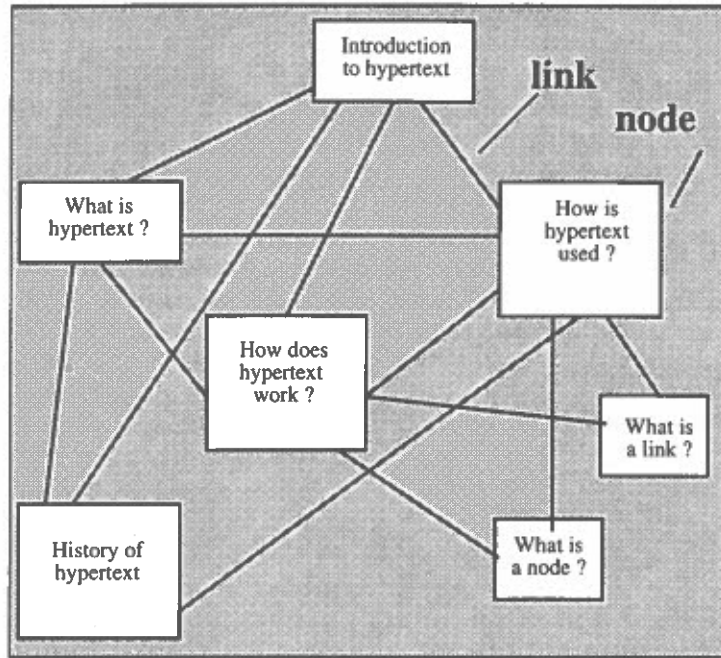 Introduction
to hypertext
link
node
What is
hypertext ?
How is
hypertext
used ?
How does
hypertext
work ?
What is
a link ?
History of
hypertext
What is
a node ?